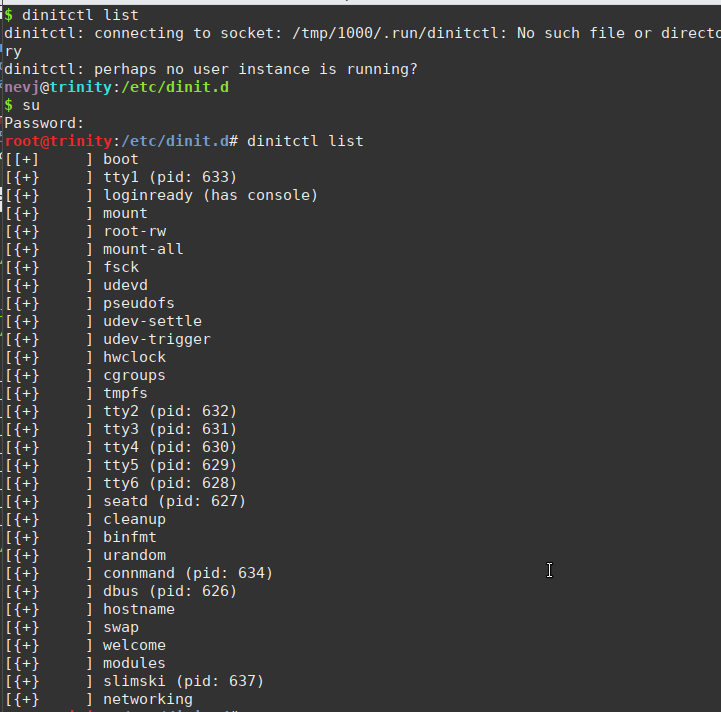 $ dinitctl list
dinitctl: connecting to socket: /tmp/1000/.run/dinitctl: No such file or directo
ry
dinitctl: perhaps no user instance is running?
nevj@trinity:/etc/dinit.d
$ su
Password:
root@trinity:/etc/dinit.d# dinitctl list
[[+]     ] boot
[{+}     ] tty1 (pid: 633)
[{+}     ] loginready (has console)
[{+}     ] mount
[{+}     ] root-rw
[{+}     ] mount-all
[{+}     ] fsck
[{+}     ] udevd
[{+}     ] pseudofs
[{+}     ] udev-settle
[{+}     ] udev-trigger
[{+}     ] hwclock
[{+}     ] cgroups
[{+}     ] tmpfs
[{+}     ] tty2 (pid: 632)
[{+}     ] tty3 (pid: 631)
[{+}     ] tty4 (pid: 630)
[{+}     ] tty5 (pid: 629)
[{+}     ] tty6 (pid: 628)
[{+}     ] seatd (pid: 627)
[{+}     ] cleanup
[{+}     ] binfmt
[{+}     ] urandom
[{+}     ] connmand (pid: 634)
[{+}     ] dbus (pid: 626)
[{+}     ] hostname
[{+}     ] swap
[{+}     ] welcome
[{+}     ] modules
[{+}     ] slimski (pid: 637)
[{+}     ] networking